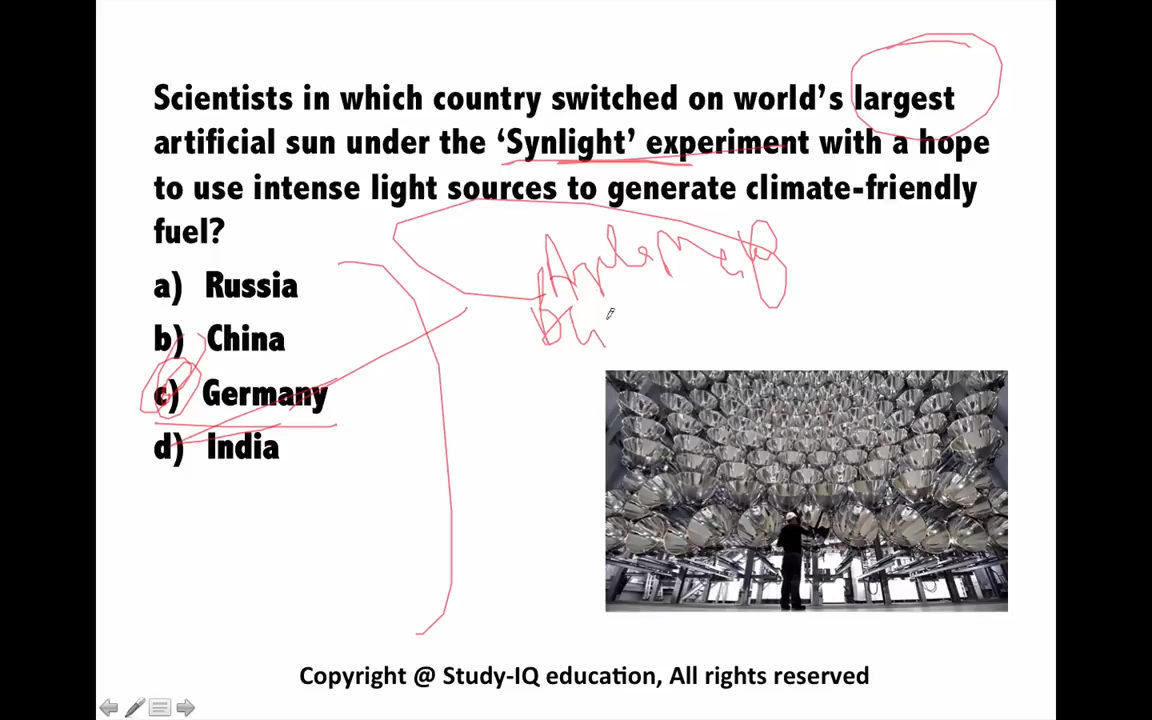 Scientists in which country switched on world's largest
artificial sun under the ‘Synlight’ experiment with a hope
to use intense light sources to generate climate-friendly
fuel?
a) Russia
b) China
c) Germany
d) India
Copyright @ Study-IQ education, All rights reserved